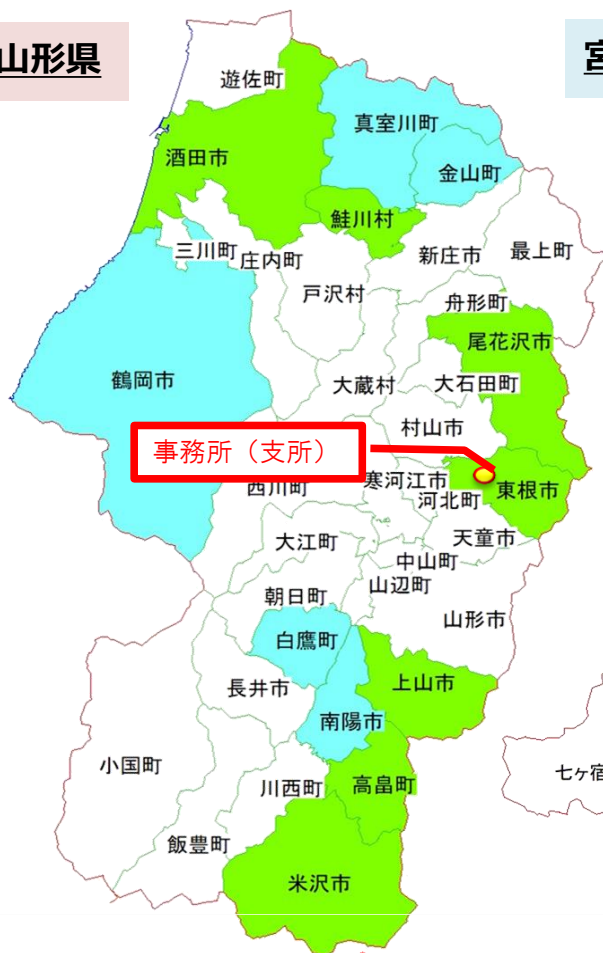 山形県
宮
遊佐町
真室川町
酒田市
金山町
鮭川村
三川町
庄内町
新庄市
最上町
戸沢村
舟形町
尾花沢市
鶴岡市
大蔵村
大石田町
村山市
事務所（支所）
西川町
寒河江市
東根市
河北町
大江町
天童市
中山町
朝日町
山辺町
山形市
白鷹町
長井市
上山市
南陽市
小国町
川西町
高畠町
七ヶ宿
飯豊町
米沢市